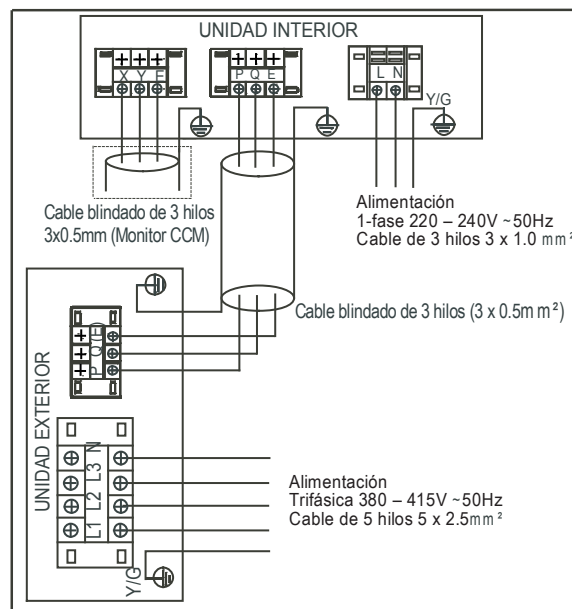 UNIDAD INTERIOR
X Y E
P Q E
L N
Y/G
Cable blindado de 3 hilos
3x0.5mm (Monitor CCM)
Alimentación
1-fase 220 – 240V ~50Hz
Cable de 3 hilos 3 x 1.0 mm²
Cable blindado de 3 hilos (3 x 0.5mm²)
UNIDAD EXTERIOR
P Q (E)
L1 L2 L3 N
Y/G
Alimentación
Trifásica 380 – 415V ~50Hz
Cable de 5 hilos 5 x 2.5mm²